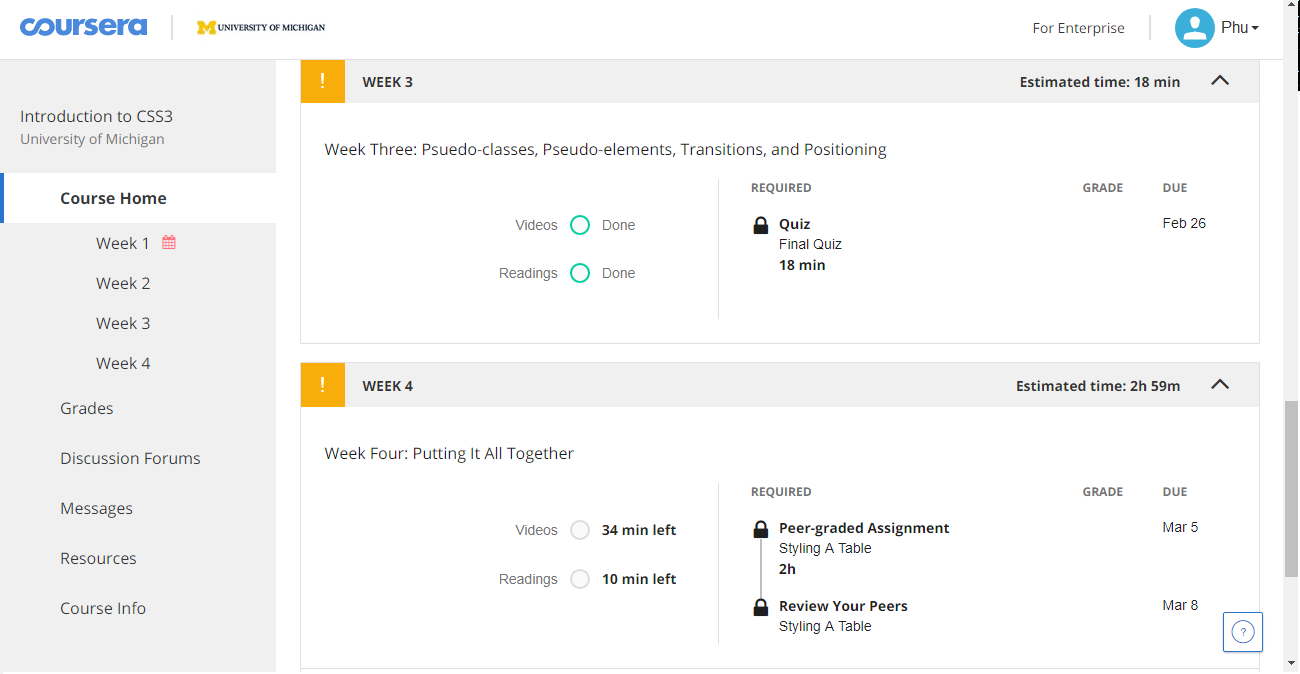 coursera
M UNIVERSITY OF MICHIGAN
For Enterprise
Phu
Introduction to CSS3
University of Michigan
Course Home
Week 1
Week 2
Week 3
Week 4
Grades
Discussion Forums
Messages
Resources
Course Info
! WEEK 3 Estimated time: 18 min
Week Three: Psuedo-classes, Pseudo-elements, Transitions, and Positioning
Videos Done
Readings Done
REQUIRED GRADE DUE
Quiz Feb 26
Final Quiz
18 min
! WEEK 4 Estimated time: 2h 59m
Week Four: Putting It All Together
Videos 34 min left
Readings 10 min left
REQUIRED GRADE DUE
Peer-graded Assignment Mar 5
Styling A Table
2h
Review Your Peers Mar 8
Styling A Table
?